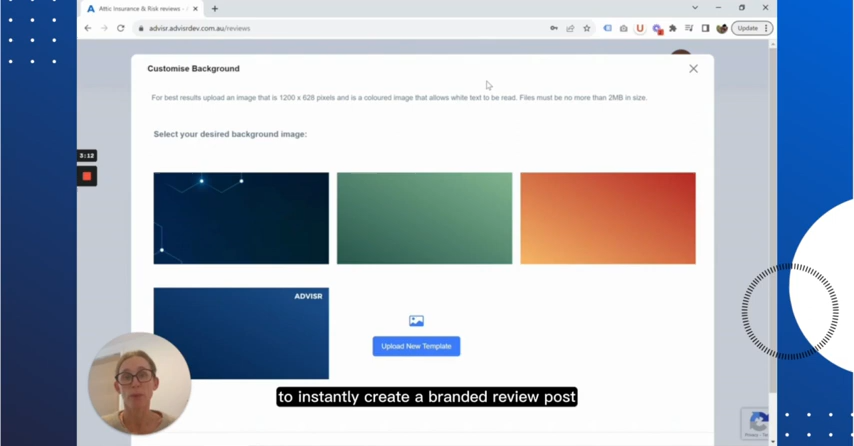 Attic Insurance & Risk reviews - A
advisr.advisrdev.com.au/reviews
Update
Customise Background
For best results upload an image that is 1200 x 628 pixels and is a coloured image that allows white text to be read. Files must be no more than 2MB in size.
Select your desired background image:
3:12
ADVISR
Upload New Template
to instantly create a branded review post